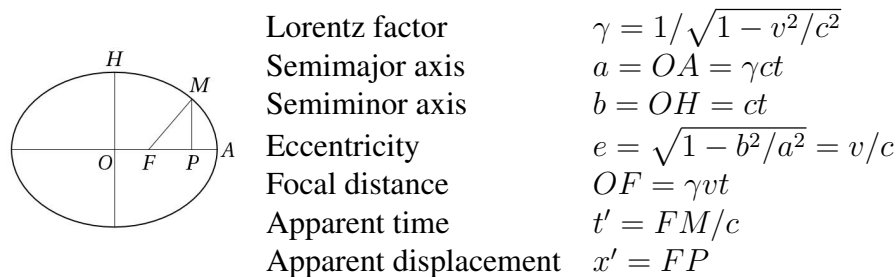 H
M
O F P A
Lorentz factor γ = 1/√(1 − v²/c²)
Semimajor axis a = OA = γct
Semiminor axis b = OH = ct
Eccentricity e = √(1 − b²/a²) = v/c
Focal distance OF = γvt
Apparent time t′ = FM/c
Apparent displacement x′ = FP